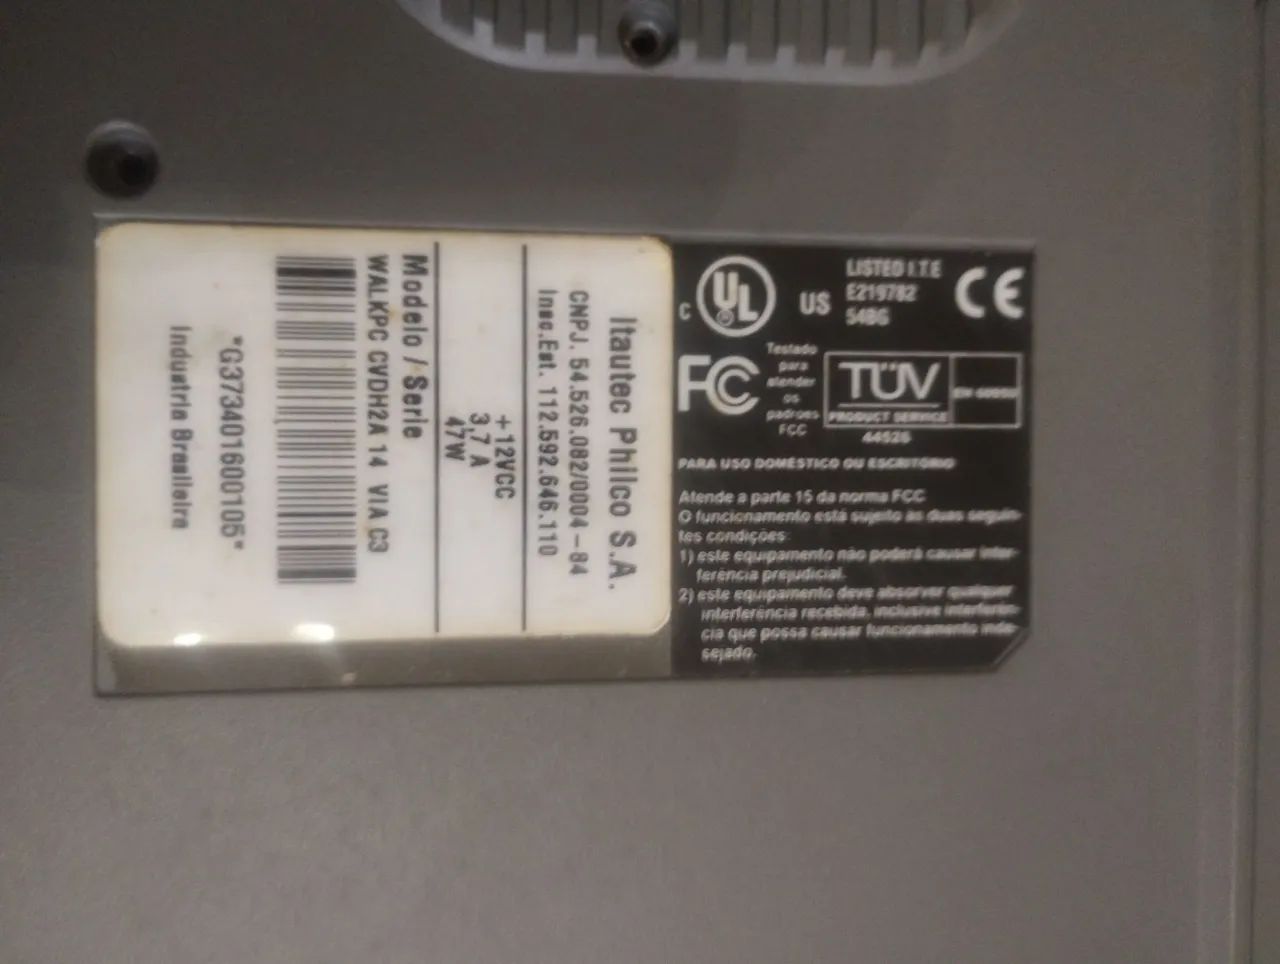 Itautec Philco S.A.
CNPJ. 54.526.082/0004-84
Insc.Est. 112.592.646.110
+12VCC
3,7 A
47W
Modelo / Serie
WALKPC CVDH2A 14 VIA C3
*G373401600105*
Industria Brasileira
C UL US
LISTED I.T.E
E219782
54BG
CE
FC
Testado
para
atender
os
padroes
FCC
TÜV
PRODUCT SERVICE
44526
PARA USO DOMÉSTICO OU ESCRITÓRIO
Atende a parte 15 da norma FCC
O funcionamento está sujeito às duas seguin-
tes condições:
1) este equipamento não poderá causar inter-
ferência prejudicial.
2) este equipamento deve absorver qualquer
interferência recebida, inclusive interferên-
cia que possa causar funcionamento inde-
sejado.